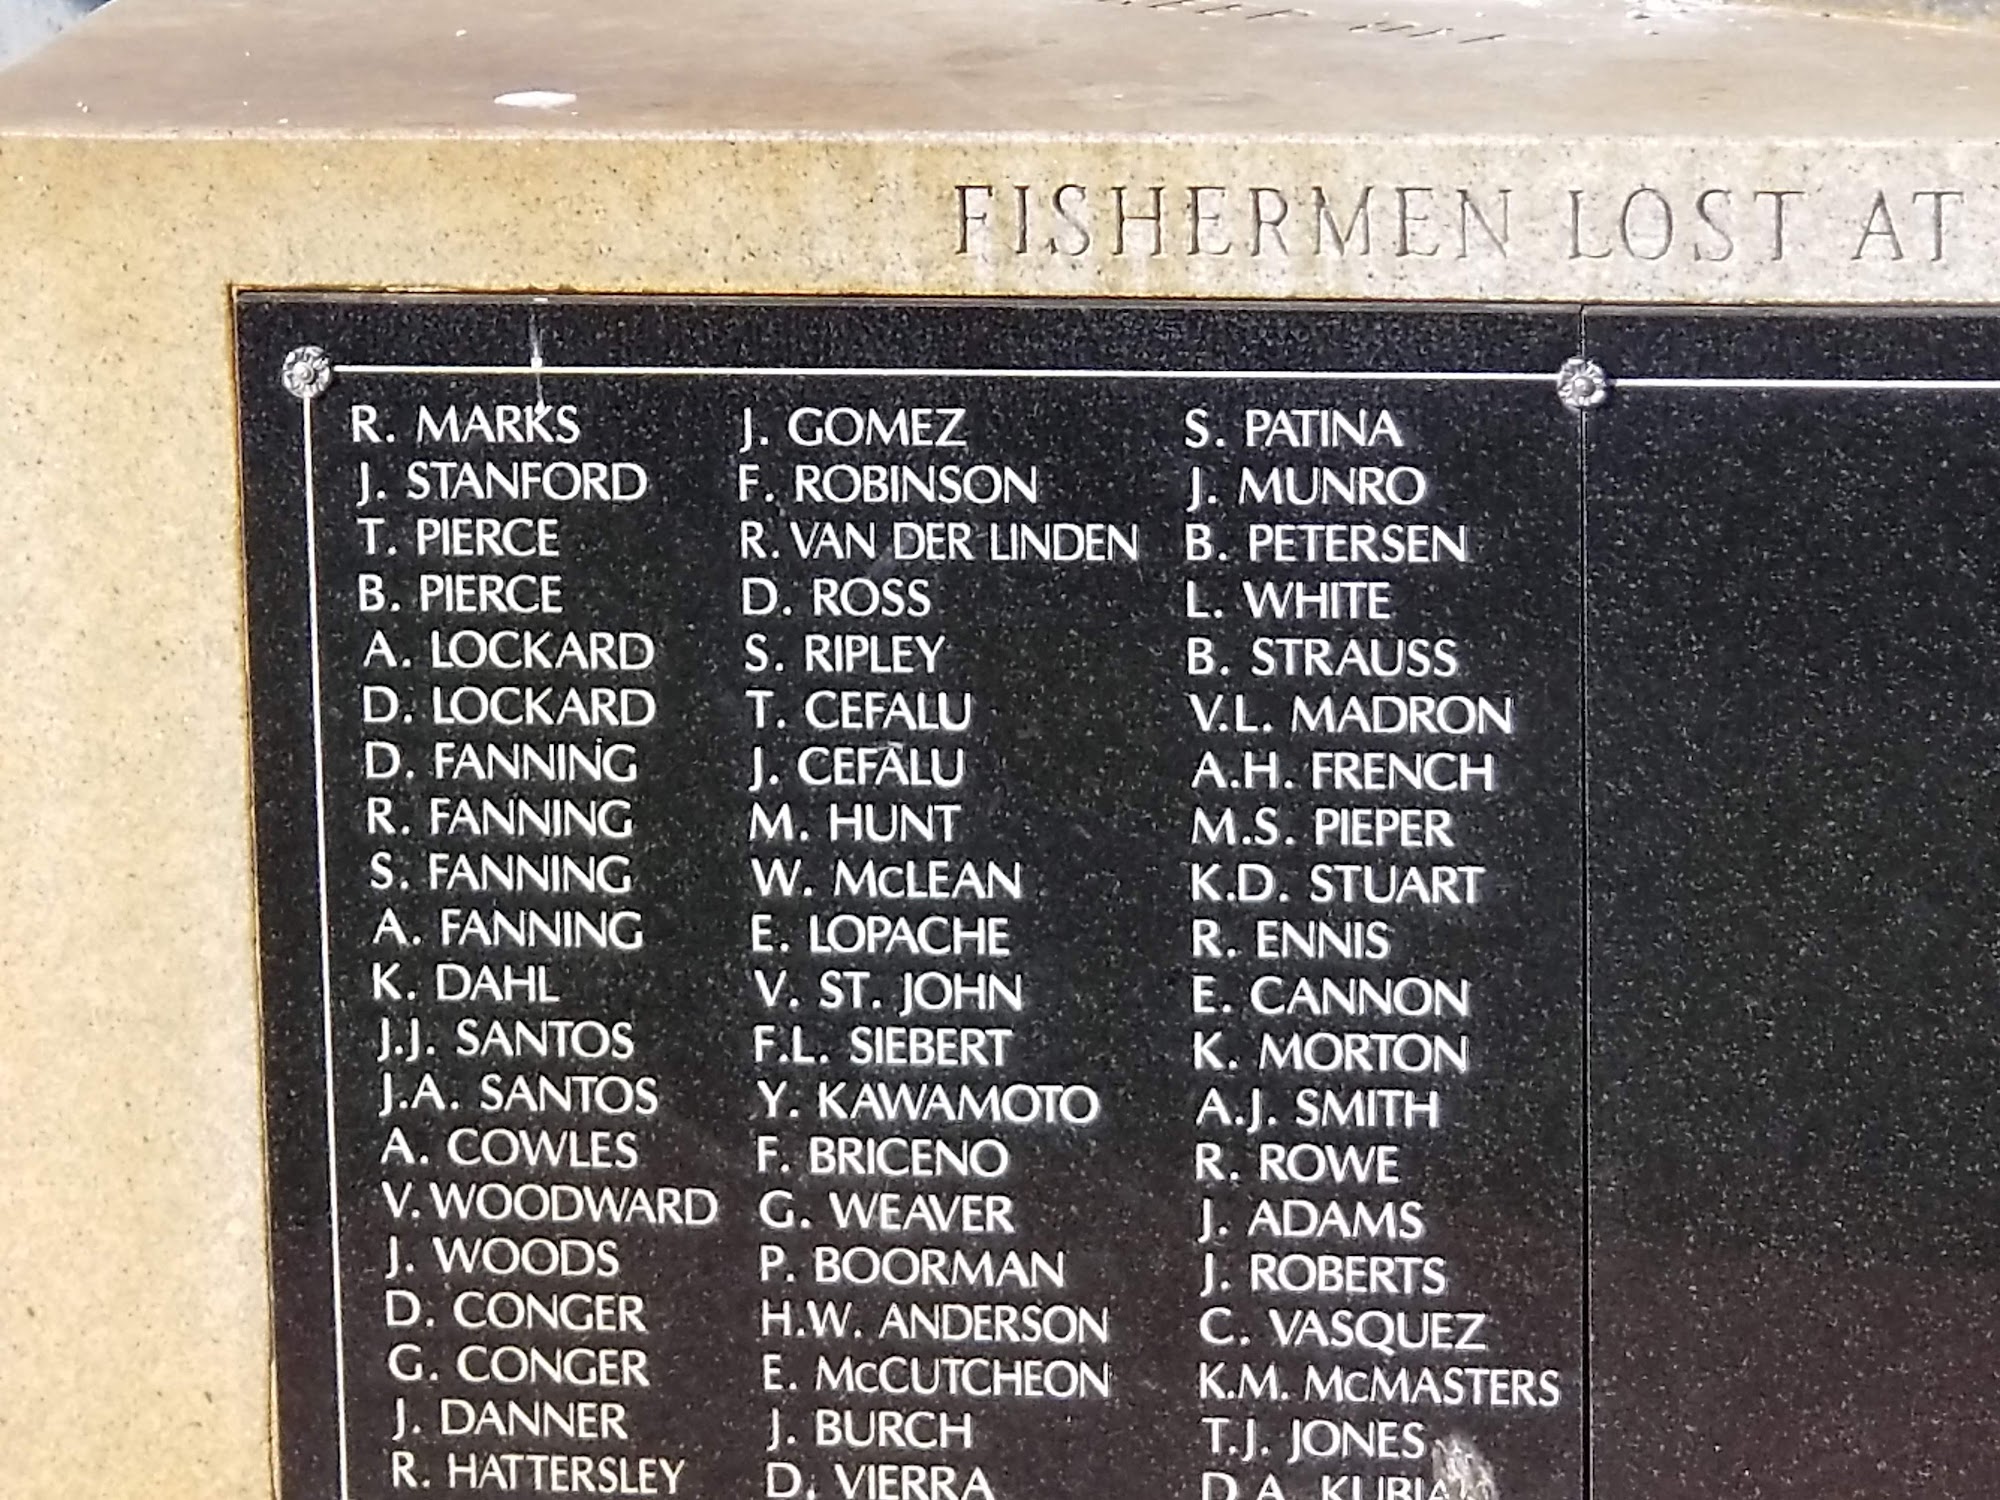 FISHERMEN LOST AT
R. MARKS
J. STANFORD
T. PIERCE
B. PIERCE
A. LOCKARD
D. LOCKARD
D. FANNING
R. FANNING
S. FANNING
A. FANNING
K. DAHL
J.J. SANTOS
J.A. SANTOS
A. COWLES
V. WOODWARD
J. WOODS
D. CONGER
G. CONGER
J. DANNER
R. HATTERSLEY
J. GOMEZ
F. ROBINSON
R. VAN DER LINDEN
D. ROSS
S. RIPLEY
T. CEFALU
J. CEFALU
M. HUNT
W. McLEAN
E. LOPACHE
V. ST. JOHN
F.L. SIEBERT
Y. KAWAMOTO
F. BRICENO
G. WEAVER
P. BOORMAN
H.W. ANDERSON
E. McCUTCHEON
J. BURCH
D. VIERRA
S. PATINA
J. MUNRO
B. PETERSEN
L. WHITE
B. STRAUSS
V.L. MADRON
A.H. FRENCH
M.S. PIEPER
K.D. STUART
R. ENNIS
E. CANNON
K. MORTON
A.J. SMITH
R. ROWE
J. ADAMS
J. ROBERTS
C. VASQUEZ
K.M. McMASTERS
T.J. JONES
D.A.